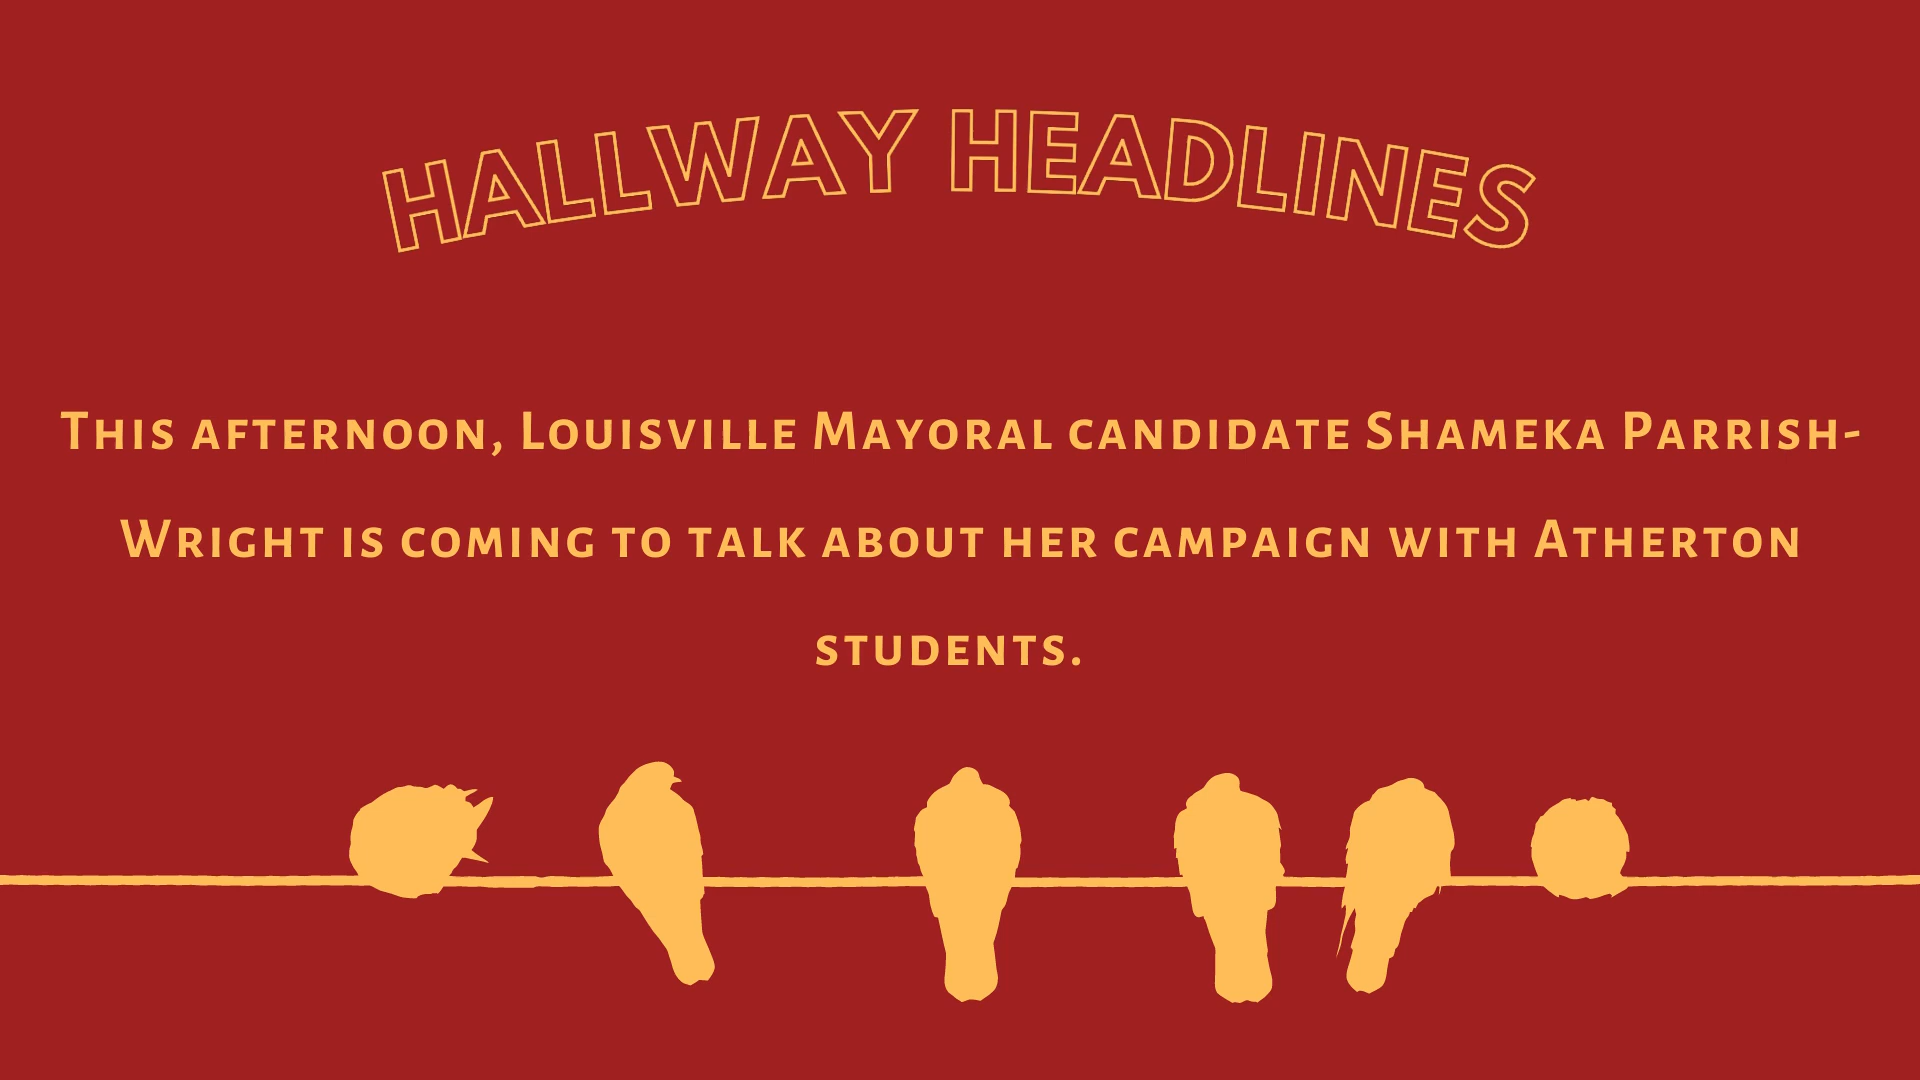 HALLWAY HEADLINES
This afternoon, Louisville Mayoral candidate Shameka Parrish-
Wright is coming to talk about her campaign with Atherton
students.